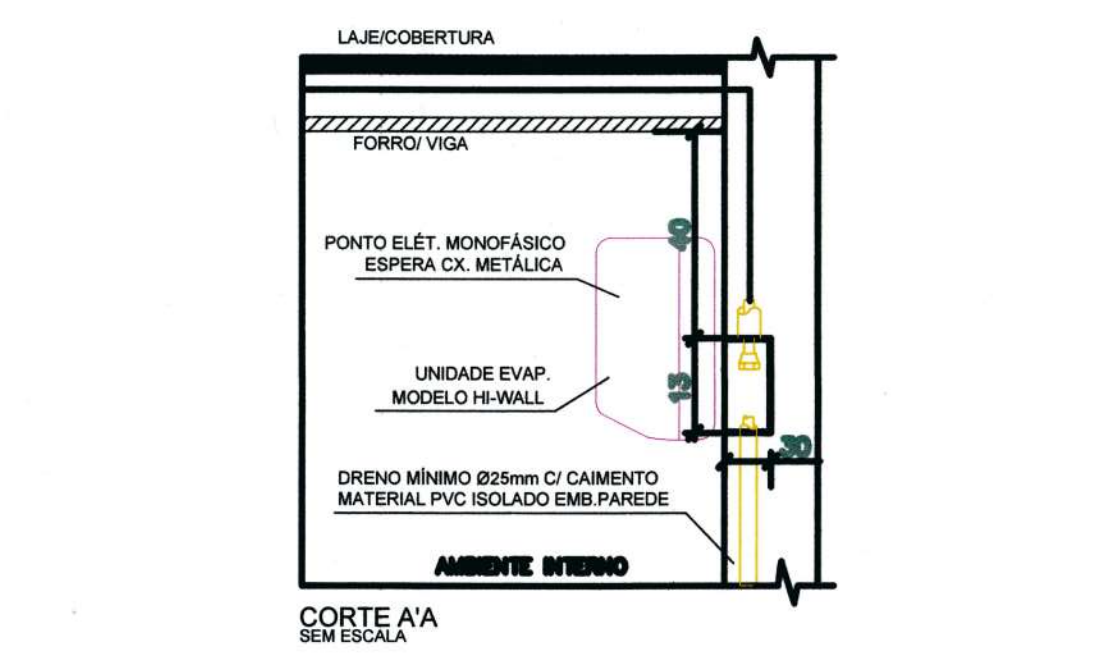 LAJE/COBERTURA
FORRO/ VIGA
40
PONTO ELÉT. MONOFÁSICO
ESPERA CX. METÁLICA
UNIDADE EVAP.
MODELO HI-WALL
13
30
DRENO MÍNIMO Ø25mm C/ CAIMENTO
MATERIAL PVC ISOLADO EMB.PAREDE
AMBIENTE INTERNO
CORTE A'A
SEM ESCALA